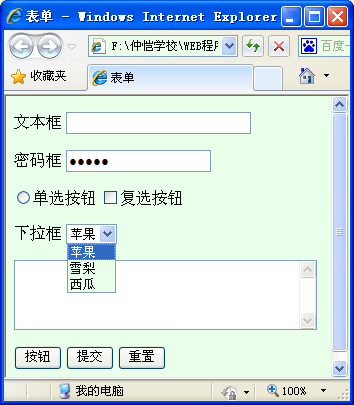 表单 - Windows Internet Explorer
F:\仲恺学校\WEB程序
百度一
收藏夹 表单
文本框
密码框 •••••
单选按钮 复选按钮
下拉框 苹果
苹果
雪梨
西瓜
按钮 提交 重置
我的电脑 100%